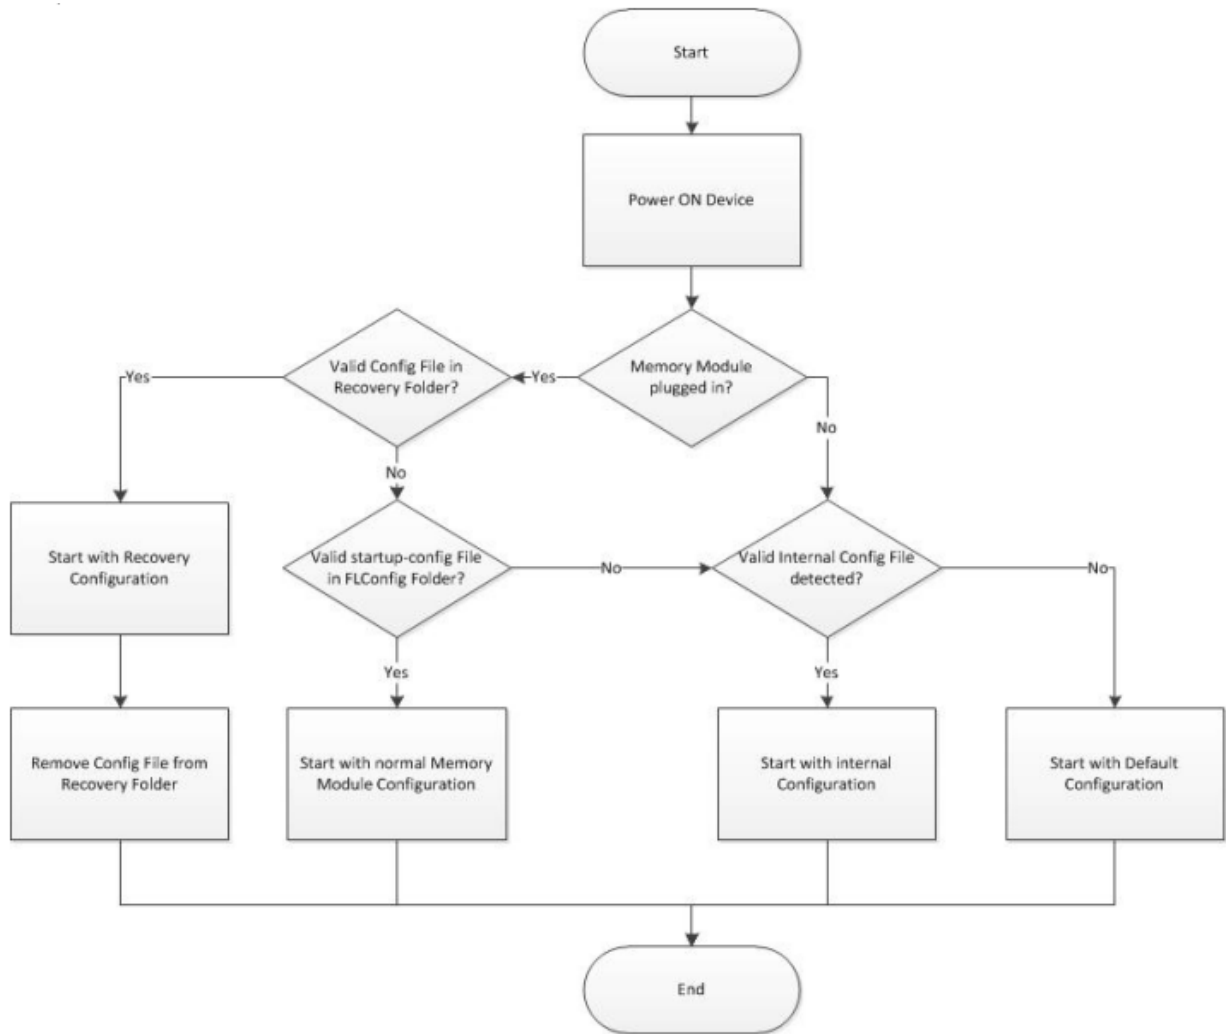 Start
Power ON Device
Memory Module
plugged in?
Yes
No
Valid Config File in
Recovery Folder?
Yes
No
Start with Recovery
Configuration
Valid startup-config File
in FLConfig Folder?
No
Yes
Valid Internal Config File
detected?
No
Yes
Remove Config File from
Recovery Folder
Start with normal Memory
Module Configuration
Start with internal
Configuration
Start with Default
Configuration
End